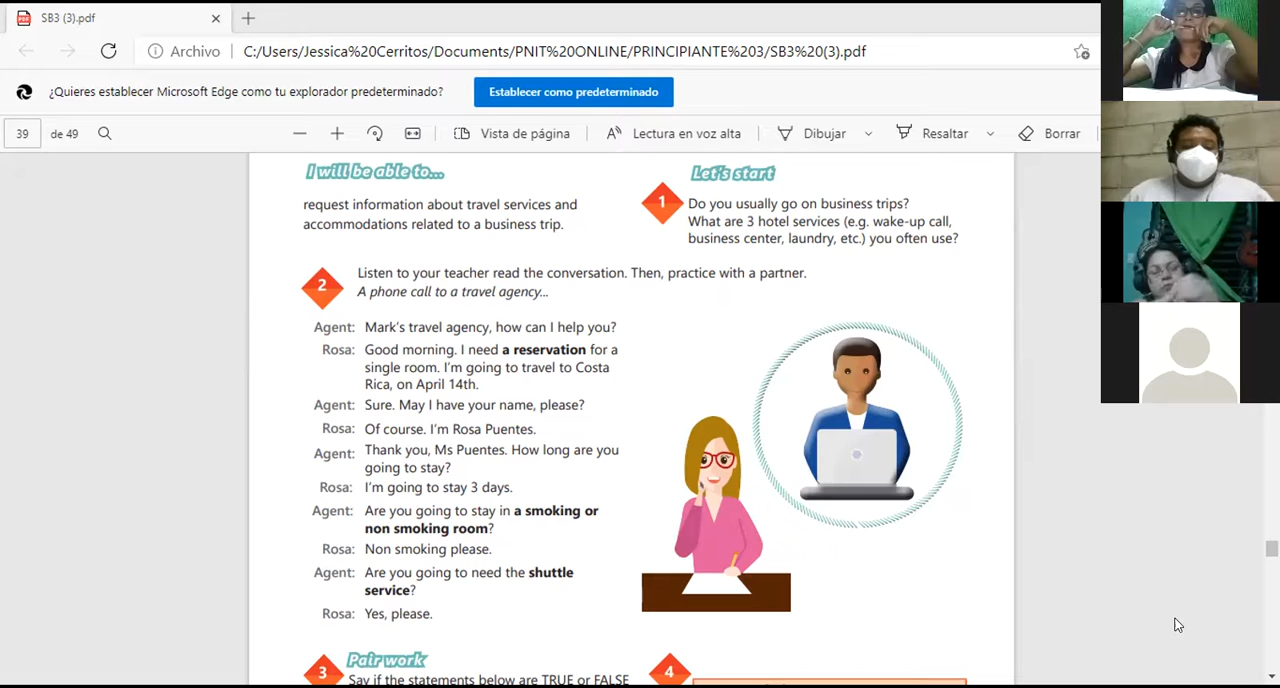 SB3 (3).pdf
Archivo
C:/Users/Jessica%20Cerritos/Documents/PNIT%20ONLINE/PRINCIPIANTE%203/SB3%20(3).pdf
¿Quieres establecer Microsoft Edge como tu explorador predeterminado?
Establecer como predeterminado
39 de 49
Vista de página
Lectura en voz alta
Dibujar
Resaltar
Borrar
I will be able to...
request information about travel services and
accommodations related to a business trip.
Let's start
1
Do you usually go on business trips?
What are 3 hotel services (e.g. wake-up call,
business center, laundry, etc.) you often use?
2
Listen to your teacher read the conversation. Then, practice with a partner.
A phone call to a travel agency...
Agent: Mark's travel agency, how can I help you?
Rosa: Good morning. I need a reservation for a
single room. I'm going to travel to Costa
Rica, on April 14th.
Agent: Sure. May I have your name, please?
Rosa: Of course. I'm Rosa Puentes.
Agent: Thank you, Ms Puentes. How long are you
going to stay?
Rosa: I'm going to stay 3 days.
Agent: Are you going to stay in a smoking or
non smoking room?
Rosa: Non smoking please.
Agent: Are you going to need the shuttle
service?
Rosa: Yes, please.
3
Pair work
Say if the statements below are TRUE or FALSE
4